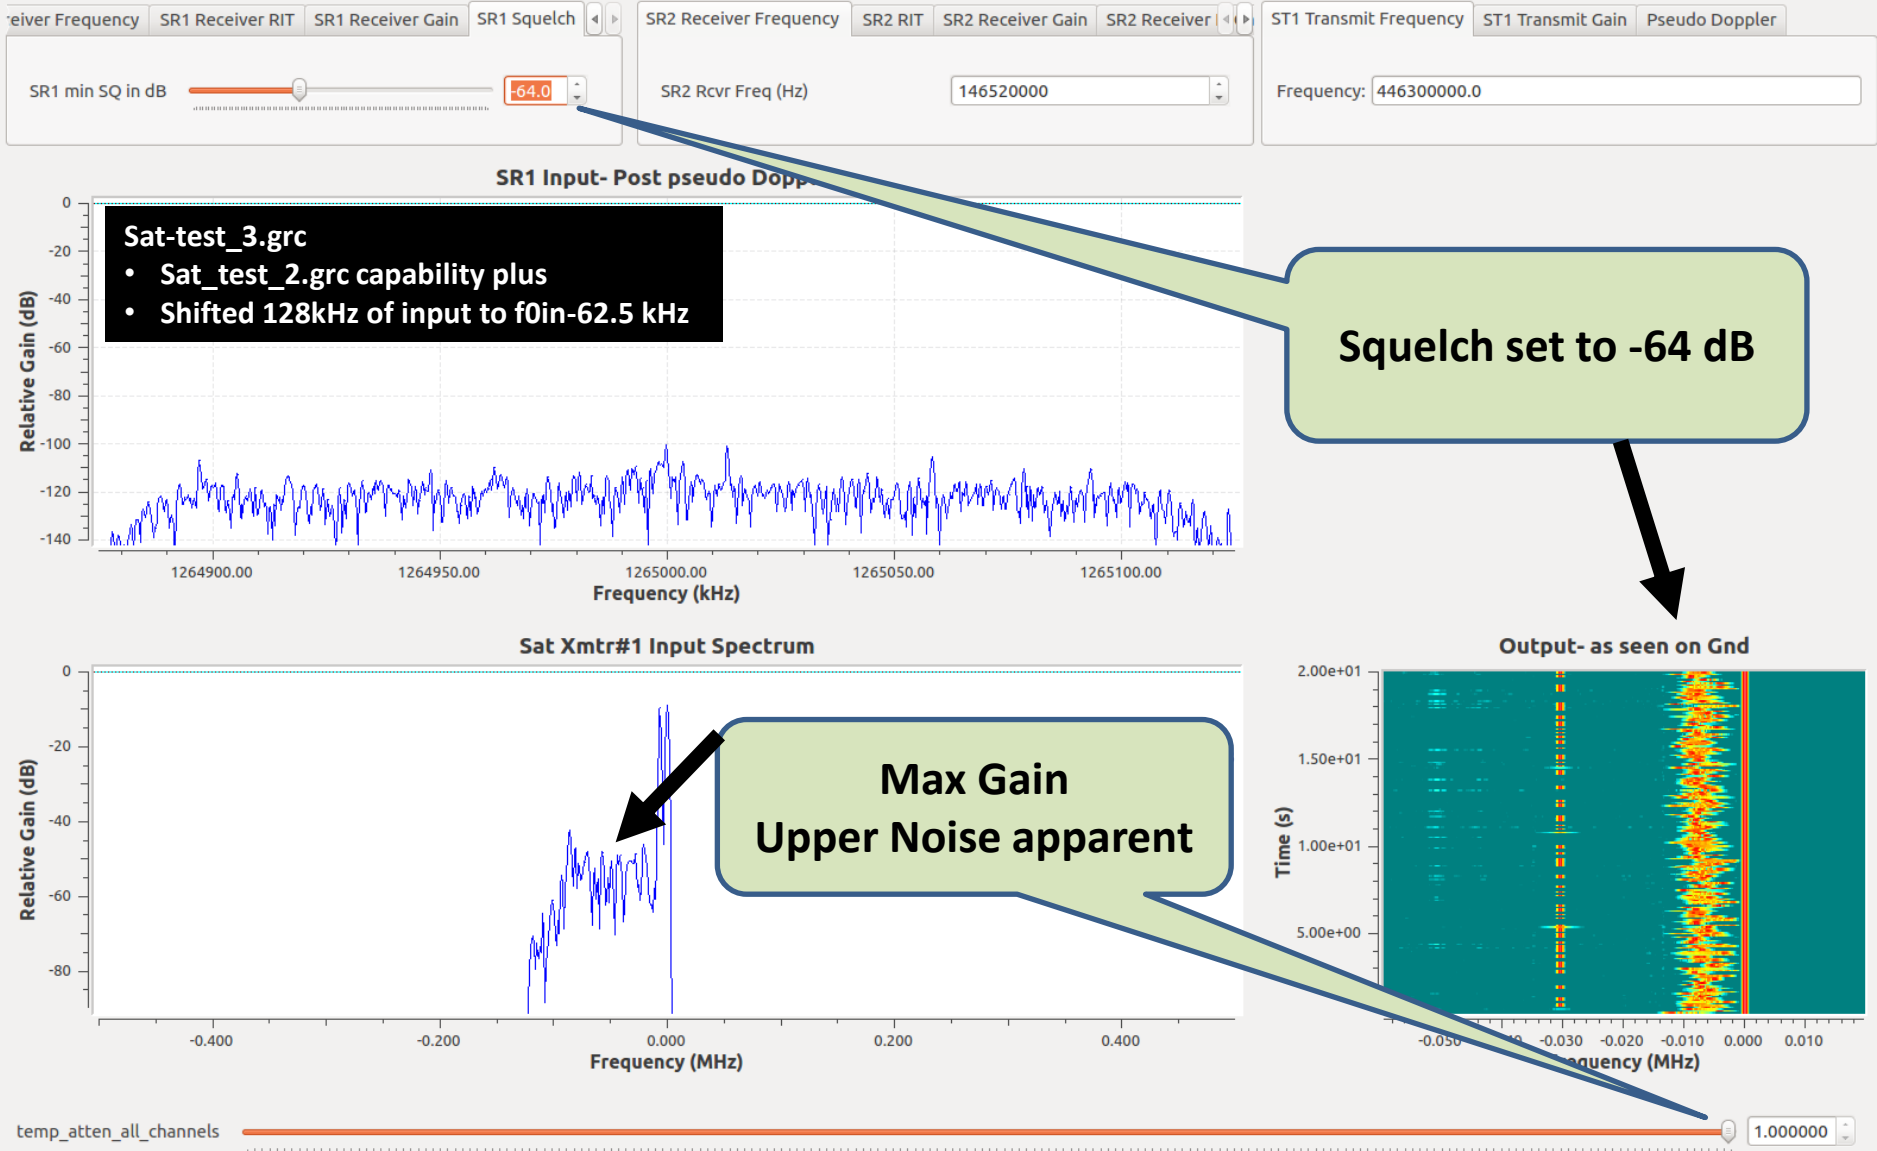 eiver Frequency SR1 Receiver RIT SR1 Receiver Gain SR1 Squelch
SR2 Receiver Frequency SR2 RIT SR2 Receiver Gain SR2 Receiver
ST1 Transmit Frequency ST1 Transmit Gain Pseudo Doppler
SR1 min SQ in dB -64.0
SR2 Rcvr Freq (Hz) 146520000
Frequency: 446300000.0
SR1 Input- Post pseudo Dopp
Sat-test_3.grc
• Sat_test_2.grc capability plus
• Shifted 128kHz of input to f0in-62.5 kHz
Relative Gain (dB)
0
-20
-40
-60
-80
-100
-120
-140
1264900.00 1264950.00 1265000.00 1265050.00 1265100.00
Frequency (kHz)
Squelch set to -64 dB
Sat Xmtr#1 Input Spectrum
Relative Gain (dB)
0
-20
-40
-60
-80
-0.400 -0.200 0.000 0.200 0.400
Frequency (MHz)
Max Gain
Upper Noise apparent
Output- as seen on Gnd
Time (s)
2.00e+01
1.50e+01
1.00e+01
5.00e+00
-0.050 -0.030 -0.020 -0.010 0.000 0.010
quency (MHz)
temp_atten_all_channels 1.000000